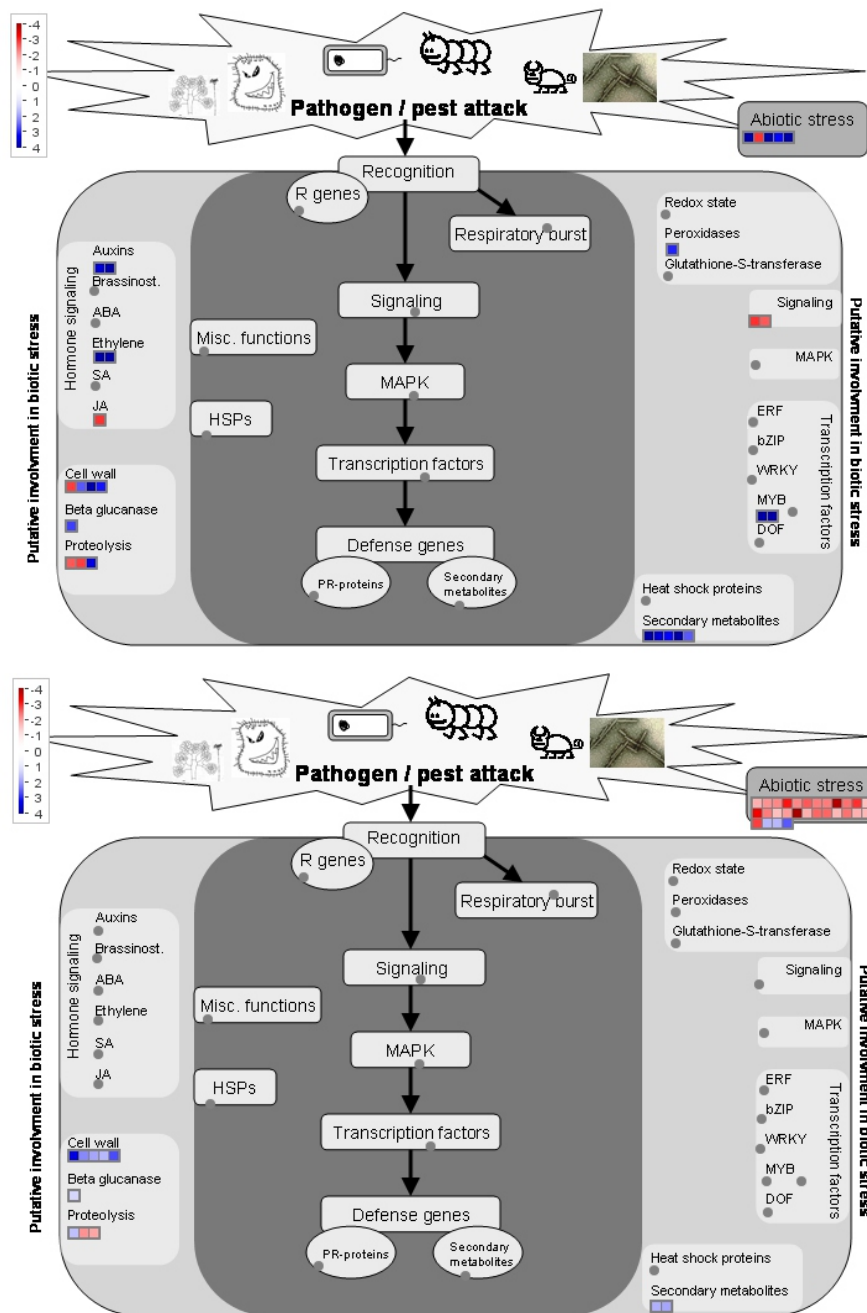 -4
-3
-2
-1
0
1
2
3
4
Pathogen / pest attack
Abiotic stress
Recognition
R genes
Respiratory burst
Redox state
Peroxidases
Glutathione-S-transferase
Hormone signaling
Auxins
Brassinost.
ABA
Ethylene
SA
JA
Signaling
Misc. functions
MAPK
HSPs
Transcription factors
Defense genes
PR-proteins
Secondary
metabolites
Cell wall
Beta glucanase
Proteolysis
Putative involvment in biotic stress
Signaling
MAPK
ERF
bZIP
WRKY
MYB
DOF
Transcription factors
Heat shock proteins
Secondary metabolites
Putative involvment in biotic stress
-4
-3
-2
-1
0
1
2
3
4
Pathogen / pest attack
Abiotic stress
Recognition
R genes
Respiratory burst
Redox state
Peroxidases
Glutathione-S-transferase
Hormone signaling
Auxins
Brassinost.
ABA
Ethylene
SA
JA
Signaling
Misc. functions
MAPK
HSPs
Transcription factors
Defense genes
PR-proteins
Secondary
metabolites
Cell wall
Beta glucanase
Proteolysis
Putative involvment in biotic stress
Signaling
MAPK
ERF
bZIP
WRKY
MYB
DOF
Transcription factors
Heat shock proteins
Secondary metabolites
Putative involvment in biotic stress